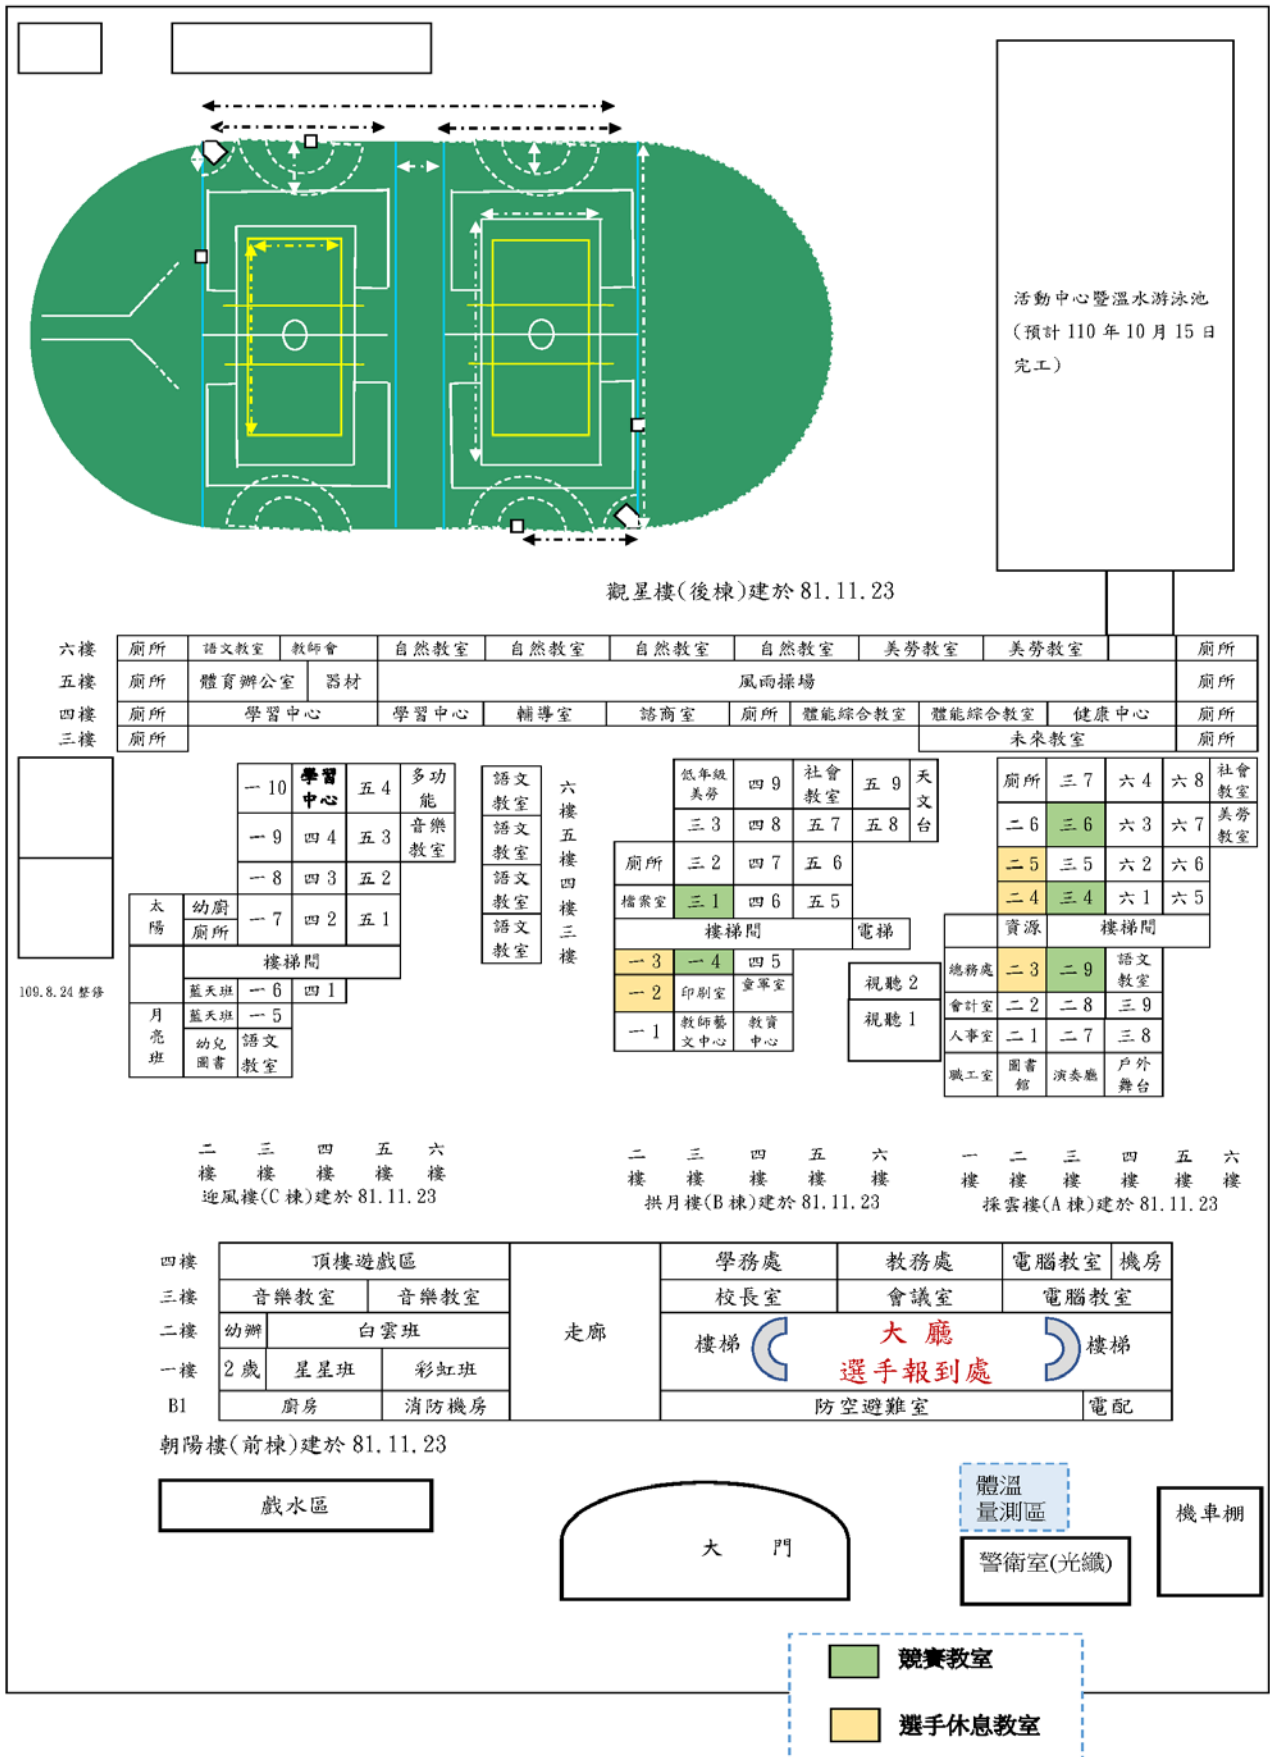 活動中心暨溫水游泳池
(預計 110 年 10 月 15 日
完工)
觀星樓(後棟)建於 81.11.23
六樓 廁所 語文教室 教師會 自然教室 自然教室 自然教室 自然教室 美勞教室 美勞教室 廁所
五樓 廁所 體育辦公室 器材 風雨操場 廁所
四樓 廁所 學習中心 學習中心 輔導室 諮商室 廁所 體能綜合教室 體能綜合教室 健康中心 廁所
三樓 廁所 未來教室 廁所
109.8.24 整修
一 10 學習中心 五 4 多功能
一 9 四 4 五 3 音樂教室
一 8 四 3 五 2
太陽 幼廚 廁所 一 7 四 2 五 1
樓梯間
藍天班 一 6 四 1
月亮班 藍天班 一 5
幼兒圖書 語文教室
二樓 三樓 四樓 五樓 六樓
迎風樓(C 棟)建於 81.11.23
語文教室 六樓
語文教室 五樓
語文教室 四樓
語文教室 三樓
低年級美勞 四 9 社會教室 五 9 天文台
三 3 四 8 五 7 五 8
廁所 三 2 四 7 五 6
檔案室 三 1 四 6 五 5
樓梯間 電梯
一 3 一 4 四 5
一 2 印刷室 童軍室
一 1 教師藝文中心 教資中心
二樓 三樓 四樓 五樓 六樓
拱月樓(B 棟)建於 81.11.23
視聽 2
視聽 1
廁所 三 7 六 4 六 8 社會教室
二 6 三 6 六 3 六 7 美勞教室
二 5 三 5 六 2 六 6
二 4 三 4 六 1 六 5
資源 樓梯間
總務處 二 3 二 9 語文教室
會計室 二 2 二 8 三 9
人事室 二 1 二 7 三 8
職工室 圖書館 演奏廳 戶外舞台
一樓 二樓 三樓 四樓 五樓 六樓
採雲樓(A 棟)建於 81.11.23
四樓 頂樓遊戲區 學務處 教務處 電腦教室 機房
三樓 音樂教室 音樂教室 校長室 會議室 電腦教室
二樓 幼辦 白雲班 走廊 樓梯 大廳 樓梯
一樓 2 歲 星星班 彩虹班 選手報到處
B1 廚房 消防機房 防空避難室 電配
朝陽樓(前棟)建於 81.11.23
戲水區
大 門
體溫
量測區
警衛室(光纖)
機車棚
競賽教室
選手休息教室